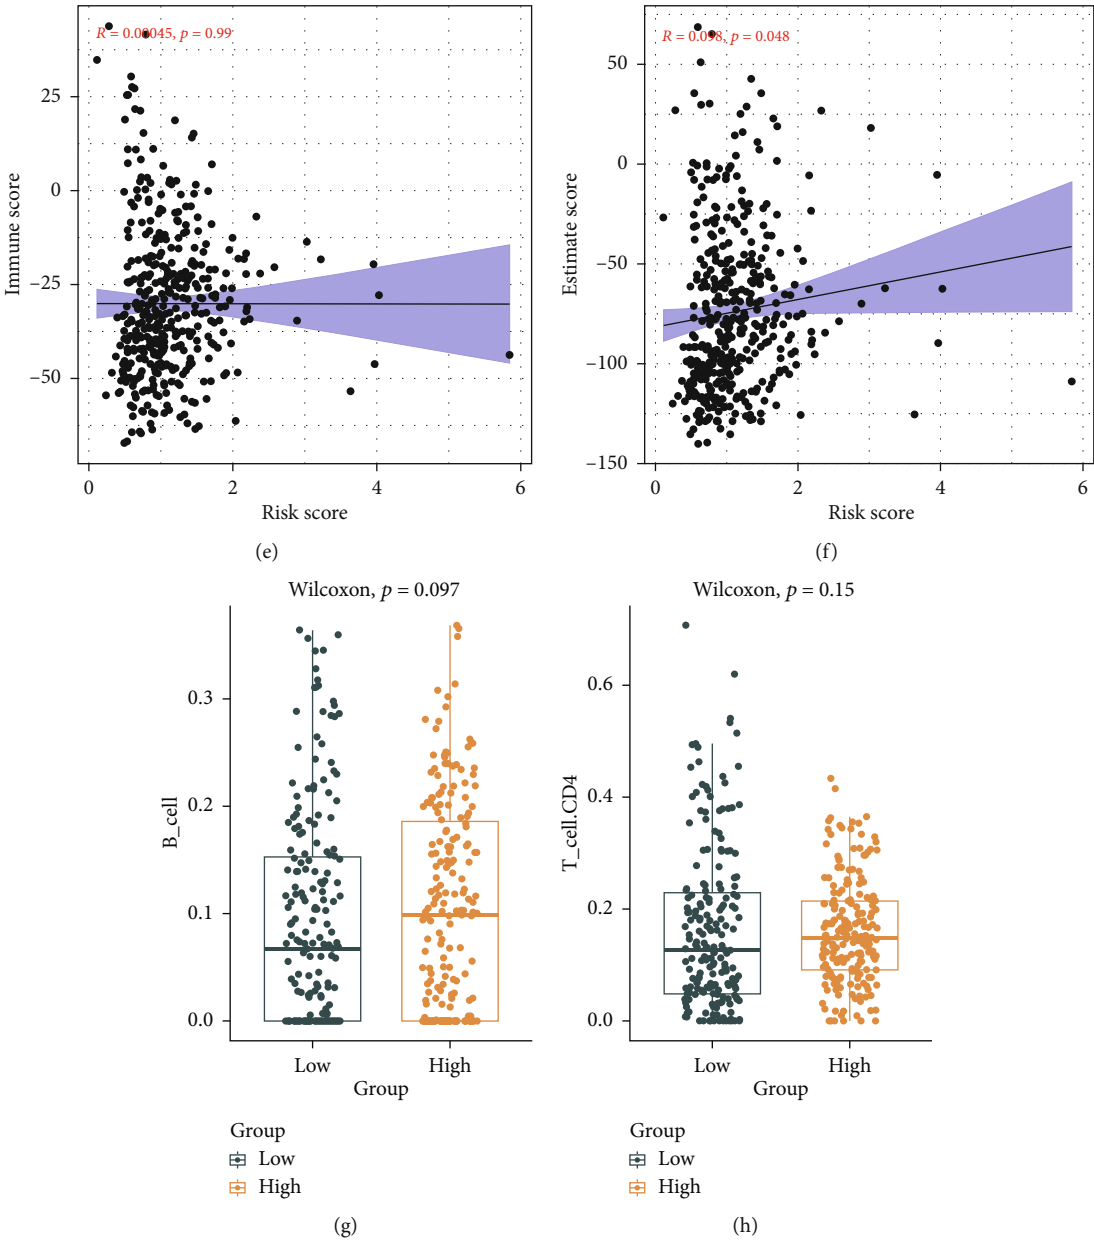 R = 0.00045, p = 0.99
Immune score
25
0
−25
−50
0
2
4
6
Risk score
(e)
R = 0.098, p = 0.048
Estimate score
50
0
−50
−100
−150
0
2
4
6
Risk score
(f)
Wilcoxon, p = 0.097
B_cell
0.3
0.2
0.1
0.0
Low
High
Group
Group
Low
High
(g)
Wilcoxon, p = 0.15
T_cell.CD4
0.6
0.4
0.2
0.0
Low
High
Group
Group
Low
High
(h)